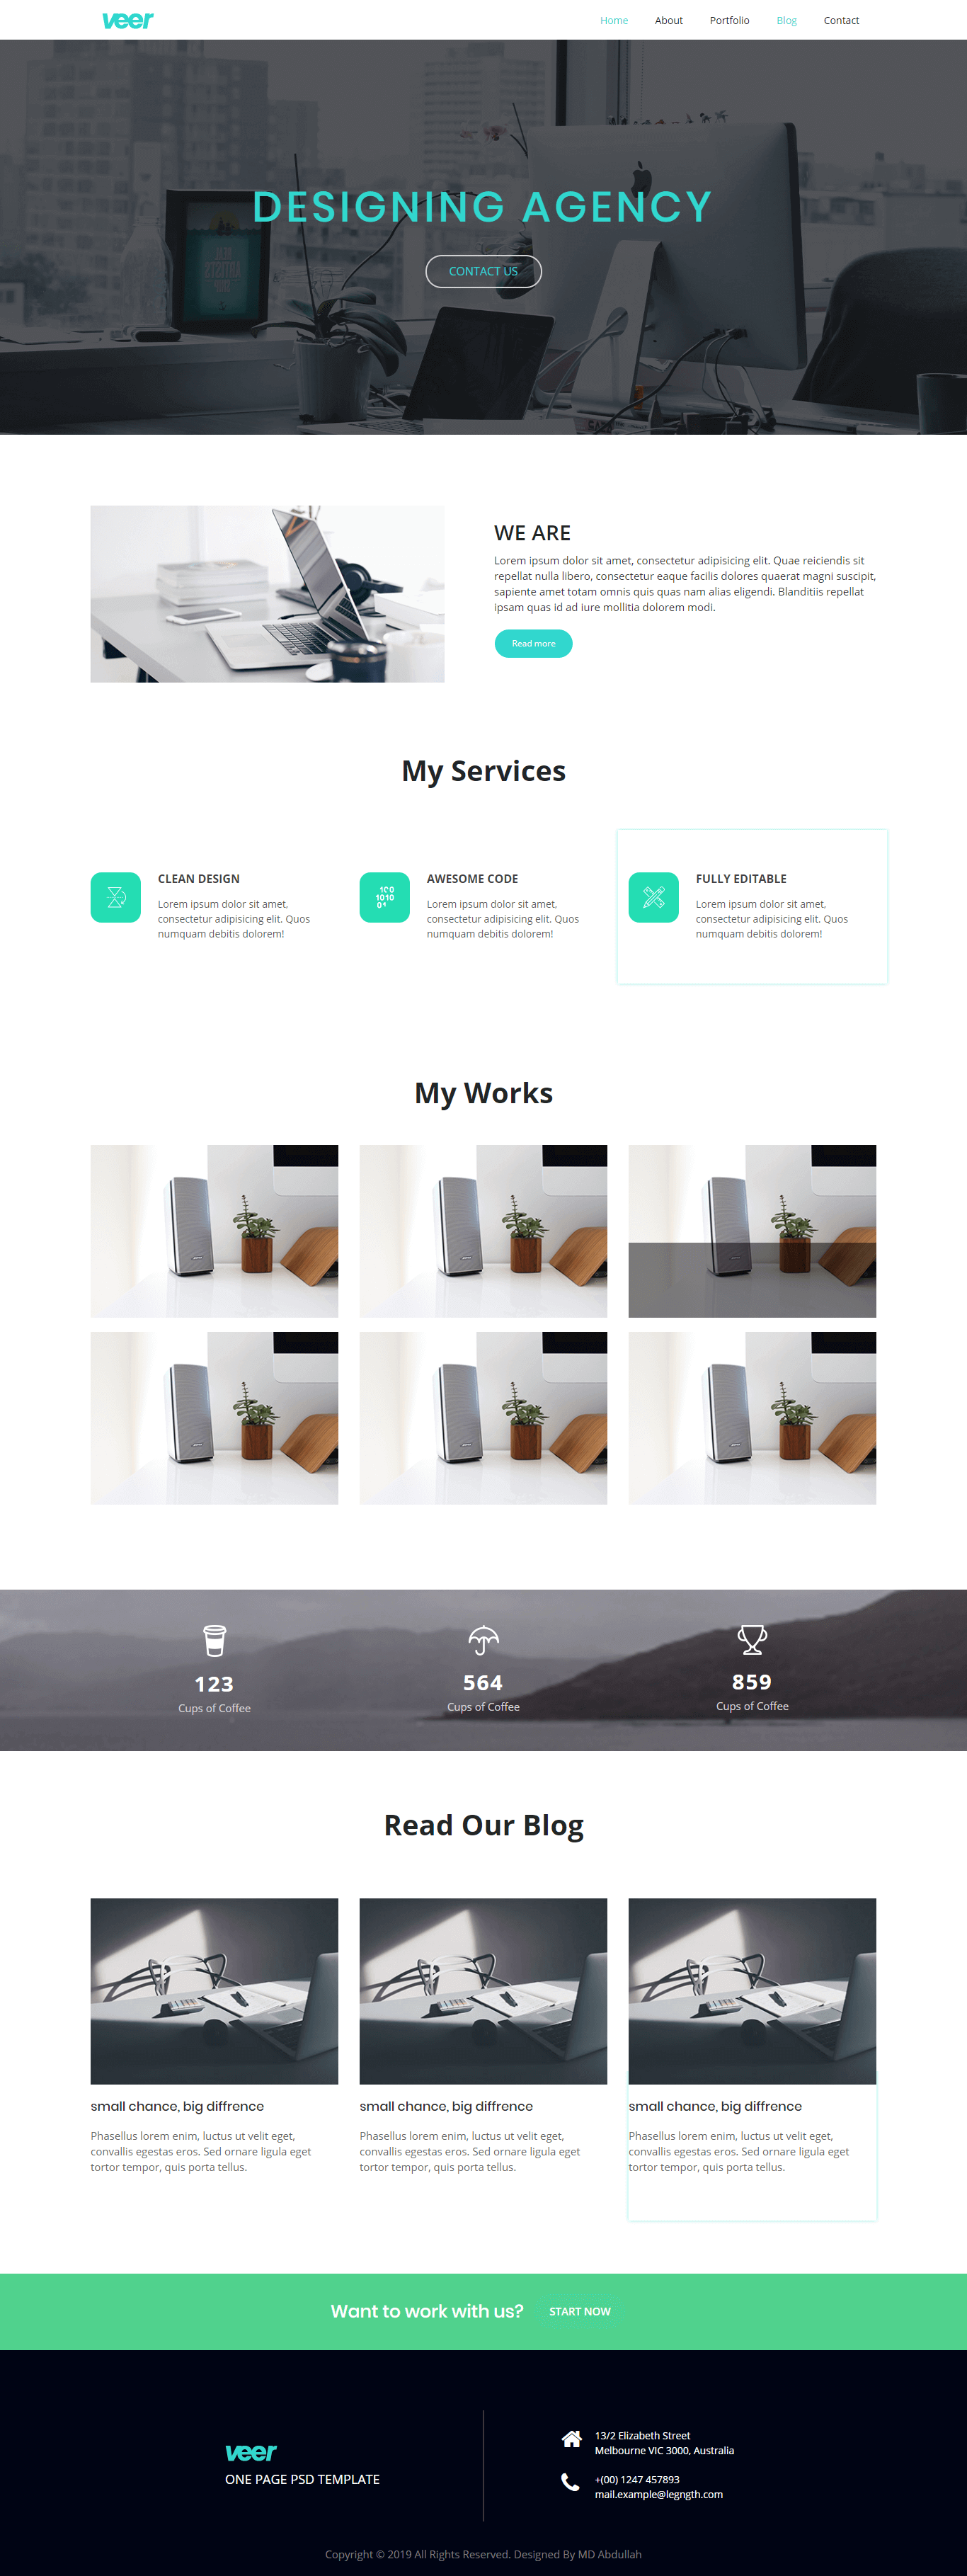 veer
Home About Portfolio Blog Contact
DESIGNING AGENCY
CONTACT US
WE ARE
Lorem ipsum dolor sit amet, consectetur adipisicing elit. Quae reiciendis sit
repellat nulla libero, consectetur eaque facilis dolores quaerat magni suscipit,
sapiente amet totam omnis quis quas nam alias eligendi. Blanditiis repellat
ipsam quas id ad iure mollitia dolorem modi.
Read more
My Services
CLEAN DESIGN
Lorem ipsum dolor sit amet,
consectetur adipisicing elit. Quos
numquam debitis dolorem!
AWESOME CODE
Lorem ipsum dolor sit amet,
consectetur adipisicing elit. Quos
numquam debitis dolorem!
FULLY EDITABLE
Lorem ipsum dolor sit amet,
consectetur adipisicing elit. Quos
numquam debitis dolorem!
My Works
123
Cups of Coffee
564
Cups of Coffee
859
Cups of Coffee
Read Our Blog
small chance, big diffrence
Phasellus lorem enim, luctus ut velit eget,
convallis egestas eros. Sed ornare ligula eget
tortor tempor, quis porta tellus.
small chance, big diffrence
Phasellus lorem enim, luctus ut velit eget,
convallis egestas eros. Sed ornare ligula eget
tortor tempor, quis porta tellus.
small chance, big diffrence
Phasellus lorem enim, luctus ut velit eget,
convallis egestas eros. Sed ornare ligula eget
tortor tempor, quis porta tellus.
Want to work with us? START NOW
veer
ONE PAGE PSD TEMPLATE
13/2 Elizabeth Street
Melbourne VIC 3000, Australia
+(00) 1247 457893
mail.example@legngth.com
Copyright © 2019 All Rights Reserved. Designed By MD Abdullah